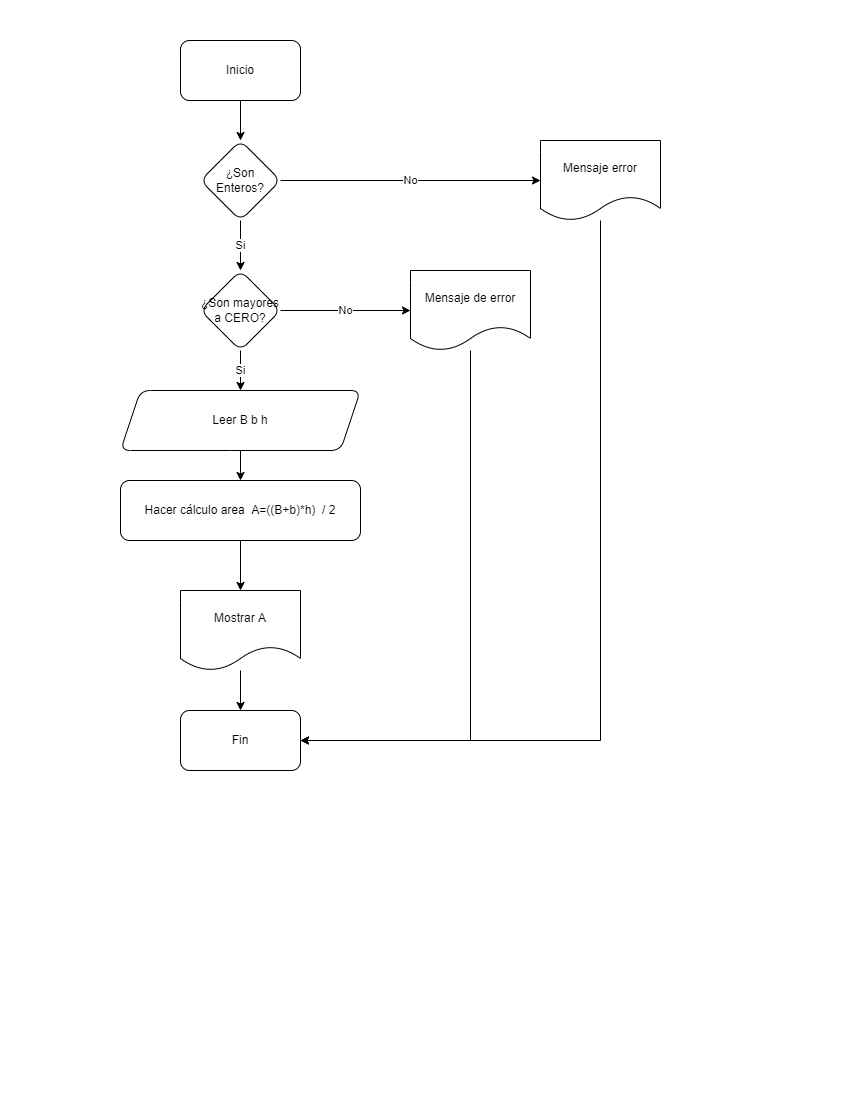 Inicio
¿Son
Enteros?
No
Mensaje error
Si
¿Son mayores
a CERO?
No
Mensaje de error
Si
Leer B b h
Hacer cálculo area  A=((B+b)*h)  / 2
Mostrar A
Fin